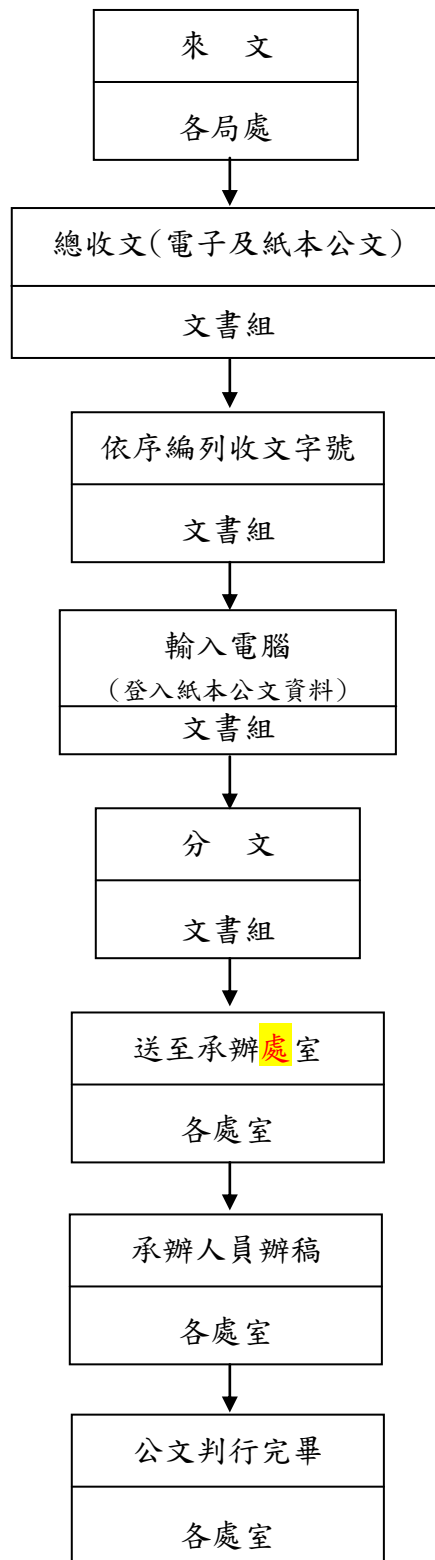 來　文
各局處
總收文(電子及紙本公文)
文書組
依序編列收文字號
文書組
輸入電腦
(登入紙本公文資料)
文書組
分　文
文書組
送至承辦處室
各處室
承辦人員辦稿
各處室
公文判行完畢
各處室